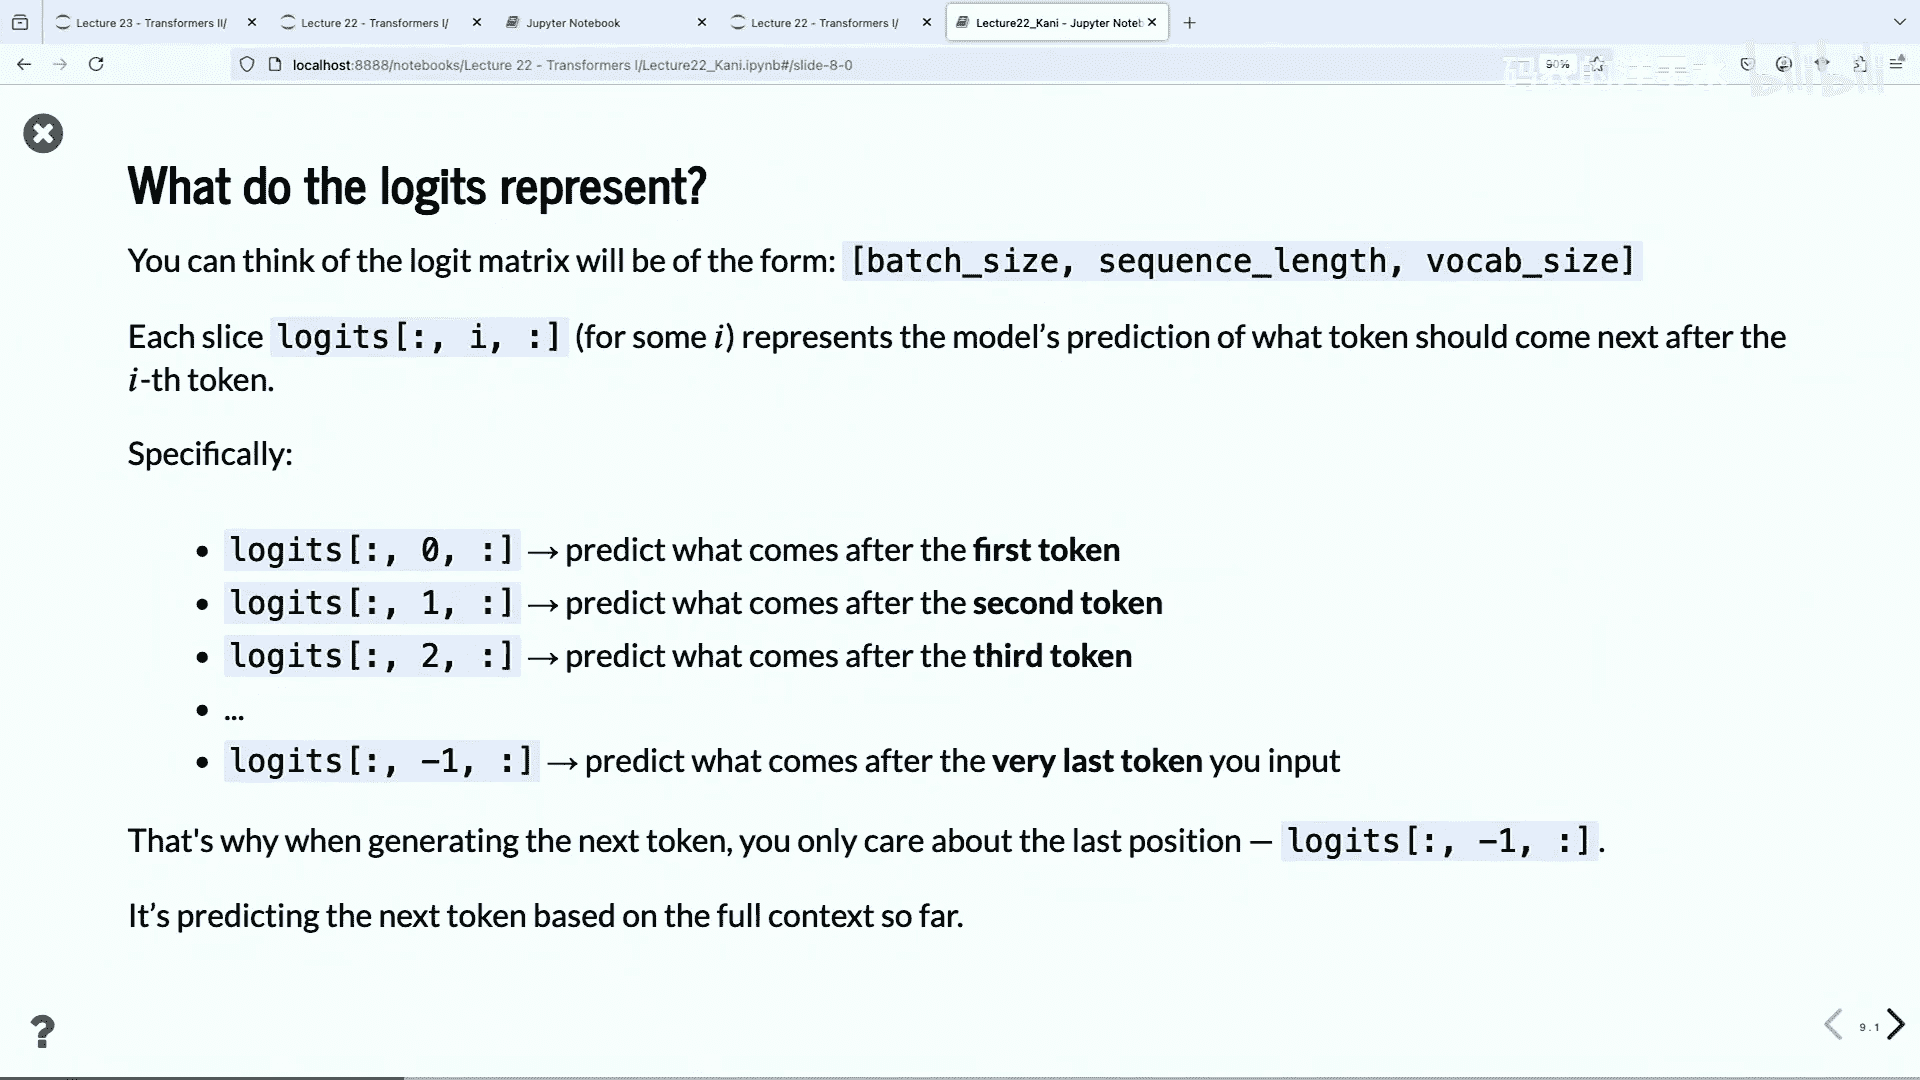 Lecture 23 - Transformers II/
Lecture 22 - Transformers I/
Jupyter Notebook
Lecture 22 - Transformers I/
Lecture22_Kani - Jupyter Noteb
localhost:8888/notebooks/Lecture 22 - Transformers I/Lecture22_Kani.ipynb#/slide-8-0
90%
bilibili
What do the logits represent?
You can think of the logit matrix will be of the form: [batch_size, sequence_length, vocab_size]
Each slice logits[:, i, :] (for some i) represents the model’s prediction of what token should come next after the
i-th token.
Specifically:
• logits[:, 0, :] → predict what comes after the first token
• logits[:, 1, :] → predict what comes after the second token
• logits[:, 2, :] → predict what comes after the third token
• ...
• logits[:, -1, :] → predict what comes after the very last token you input
That's why when generating the next token, you only care about the last position — logits[:, -1, :].
It’s predicting the next token based on the full context so far.
?
9.1